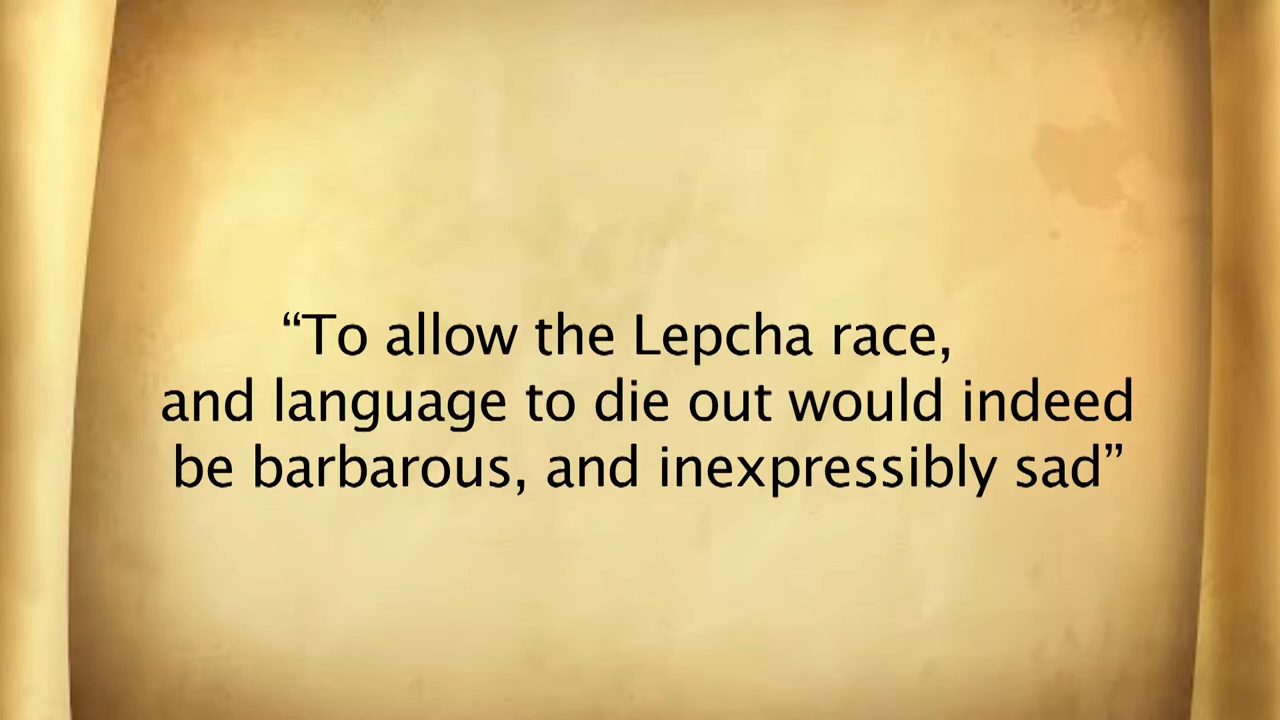 “To allow the Lepcha race,
and language to die out would indeed
be barbarous, and inexpressibly sad”